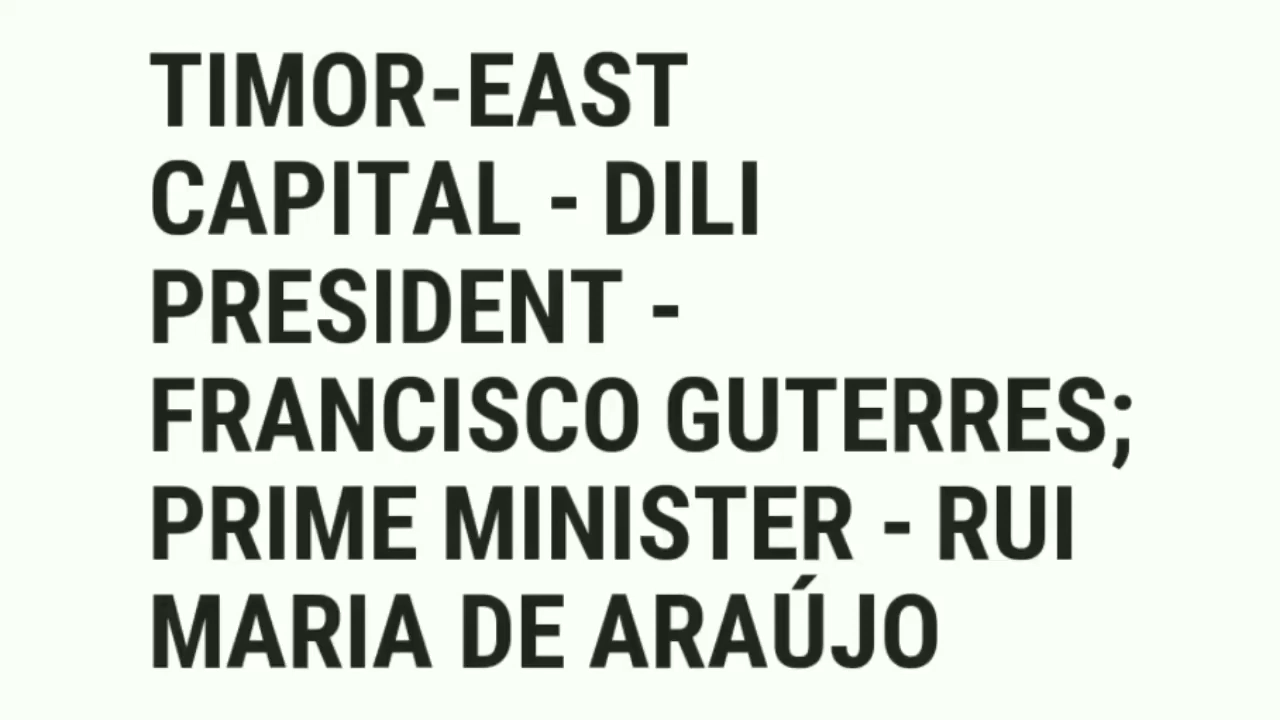 TIMOR-EAST
CAPITAL - DILI
PRESIDENT -
FRANCISCO GUTERRES;
PRIME MINISTER - RUI
MARIA DE ARAÚJO